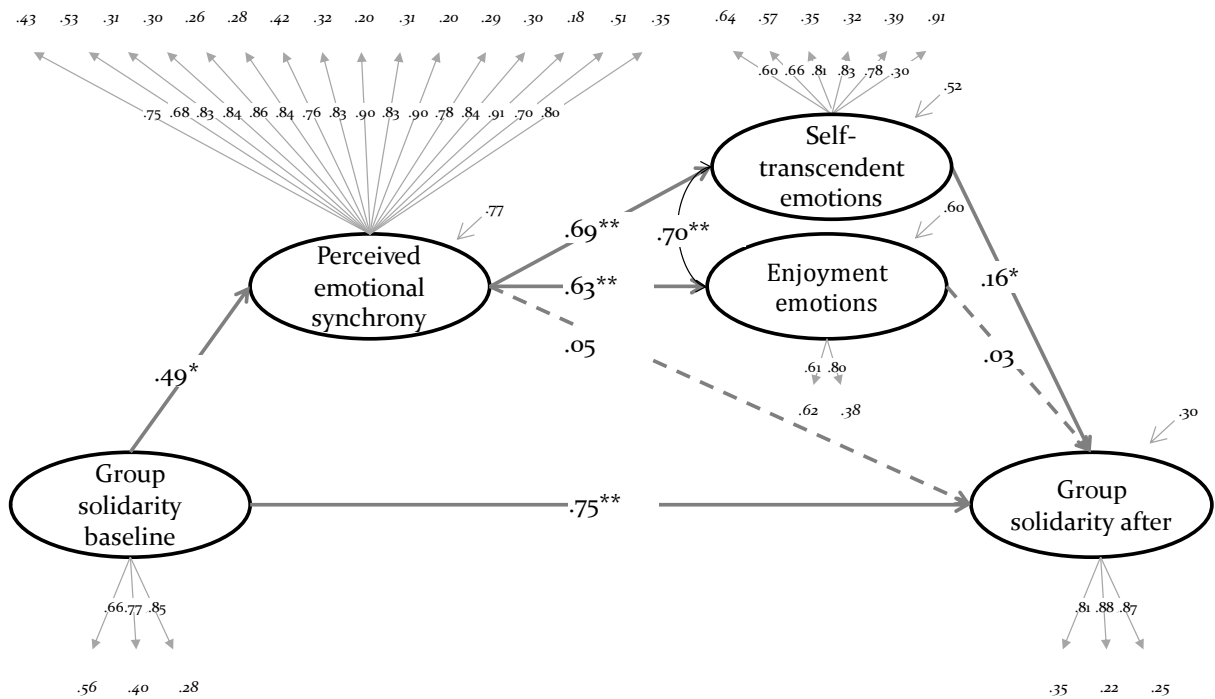 .43 .53 .31 .30 .26 .28 .42 .32 .20 .31 .20 .29 .30 .18 .51 .35
.64 .57 .35 .32 .39 .91
.60 .66 .81 .83 .78 .30
.52
.75 .68 .83 .84 .86 .84 .76 .83 .90 .83 .90 .78 .84 .91 .70 .80
Self-
transcendent
emotions
.77
.69**
.70**
.60
Perceived
emotional
synchrony
.63**
Enjoyment
emotions
.16*
.05
.03
.49*
.61 .80
.62 .38
.30
Group
solidarity
baseline
.75**
Group
solidarity after
.66 .77 .85
.81 .88 .87
.56 .40 .28
.35 .22 .25